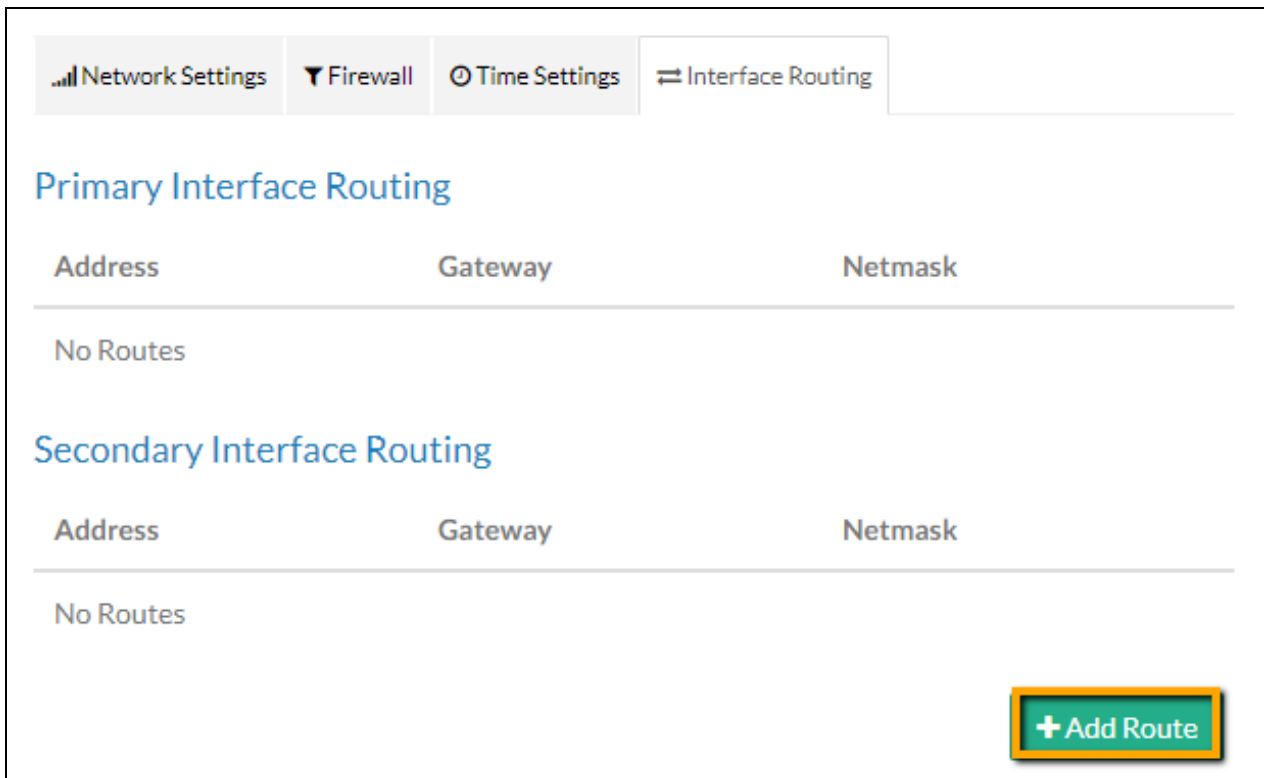 Network Settings Firewall Time Settings Interface Routing
Primary Interface Routing
Address Gateway Netmask
No Routes
Secondary Interface Routing
Address Gateway Netmask
No Routes
+ Add Route